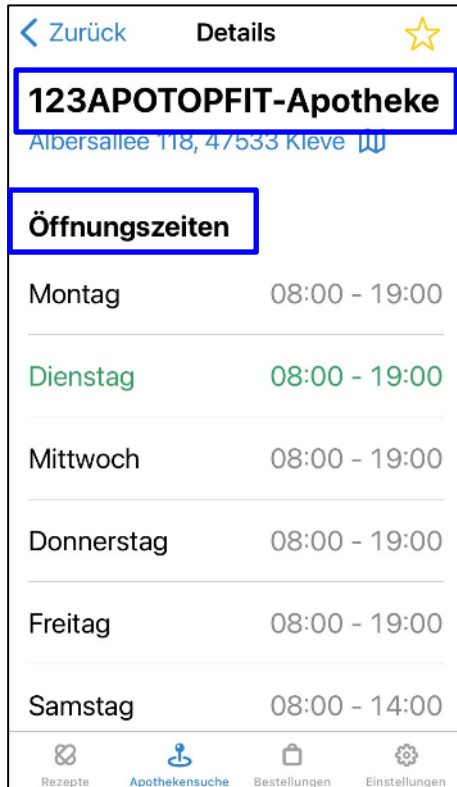 Zurück Details
123APOTOPFIT-Apotheke
Albersallee 118, 47533 Kleve
Öffnungszeiten
Montag 08:00 - 19:00
Dienstag 08:00 - 19:00
Mittwoch 08:00 - 19:00
Donnerstag 08:00 - 19:00
Freitag 08:00 - 19:00
Samstag 08:00 - 14:00
Rezepte Apothekensuche Bestellungen Einstellungen